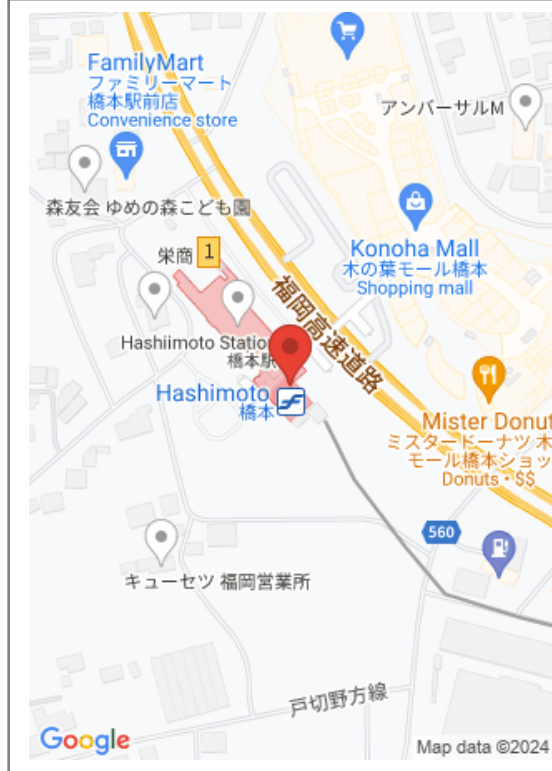 FamilyMart
ファミリーマート
橋本駅前店
Convenience store
アンバーサルM
森友会 ゆめの森こども園
栄商
1
Konoha Mall
木の葉モール橋本
Shopping mall
福岡高速道路
Hashiimoto Station
橋本駅
Hashimoto
橋本
Mister Donut
ミスタードーナツ 木
モール橋本ショッ
Donuts・$$
560
キューセツ 福岡営業所
戸切野方線
Google
Map data ©2024